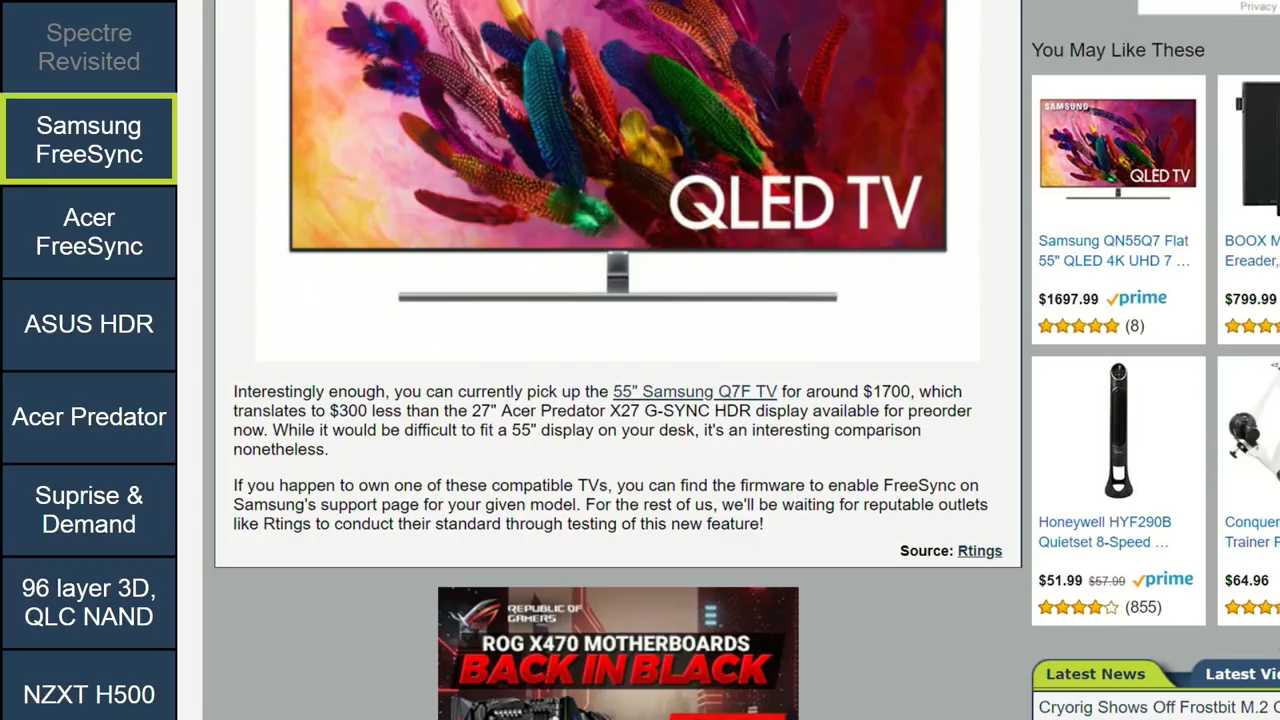 Spectre
Revisited
Samsung
FreeSync
Acer
FreeSync
ASUS HDR
Acer Predator
Suprise &
Demand
96 layer 3D,
QLC NAND
NZXT H500
QLED TV
Interestingly enough, you can currently pick up the 55" Samsung Q7F TV for around $1700, which
translates to $300 less than the 27" Acer Predator X27 G-SYNC HDR display available for preorder
now. While it would be difficult to fit a 55" display on your desk, it's an interesting comparison
nonetheless.
If you happen to own one of these compatible TVs, you can find the firmware to enable FreeSync on
Samsung's support page for your given model. For the rest of us, we'll be waiting for reputable outlets
like Rtings to conduct their standard through testing of this new feature!
Source: Rtings
REPUBLIC OF
GAMERS
ROG X470 MOTHERBOARDS
BACK IN BLACK
Privacy
You May Like These
SAMSUNG
QLED TV
Samsung QN55Q7 Flat
55" QLED 4K UHD 7 ...
$1697.99 prime
(8)
BOOX M
Ereader,
$799.99
Honeywell HYF290B
Quietset 8-Speed ...
$51.99 $57.99 prime
(855)
Conquer
Trainer F
$64.96
Latest News
Latest Vi
Cryorig Shows Off Frostbit M.2 C